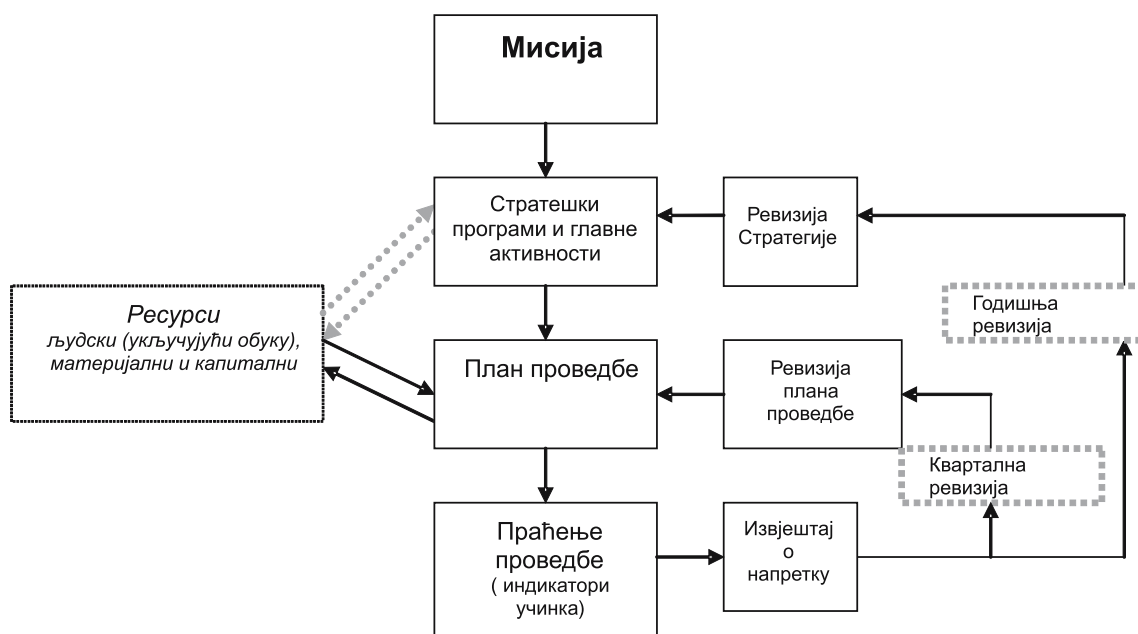 Мисија
Стратешки
програми и главне
активности
Ревизија
Стратегије
Ресурси
људски (укључујући обуку),
материјални и капитални
Годишња
ревизија
План проведбе
Ревизија
плана
проведбе
Квартална
ревизија
Праћење
проведбе
( индикатори
учинка)
Извјештај
о
напретку